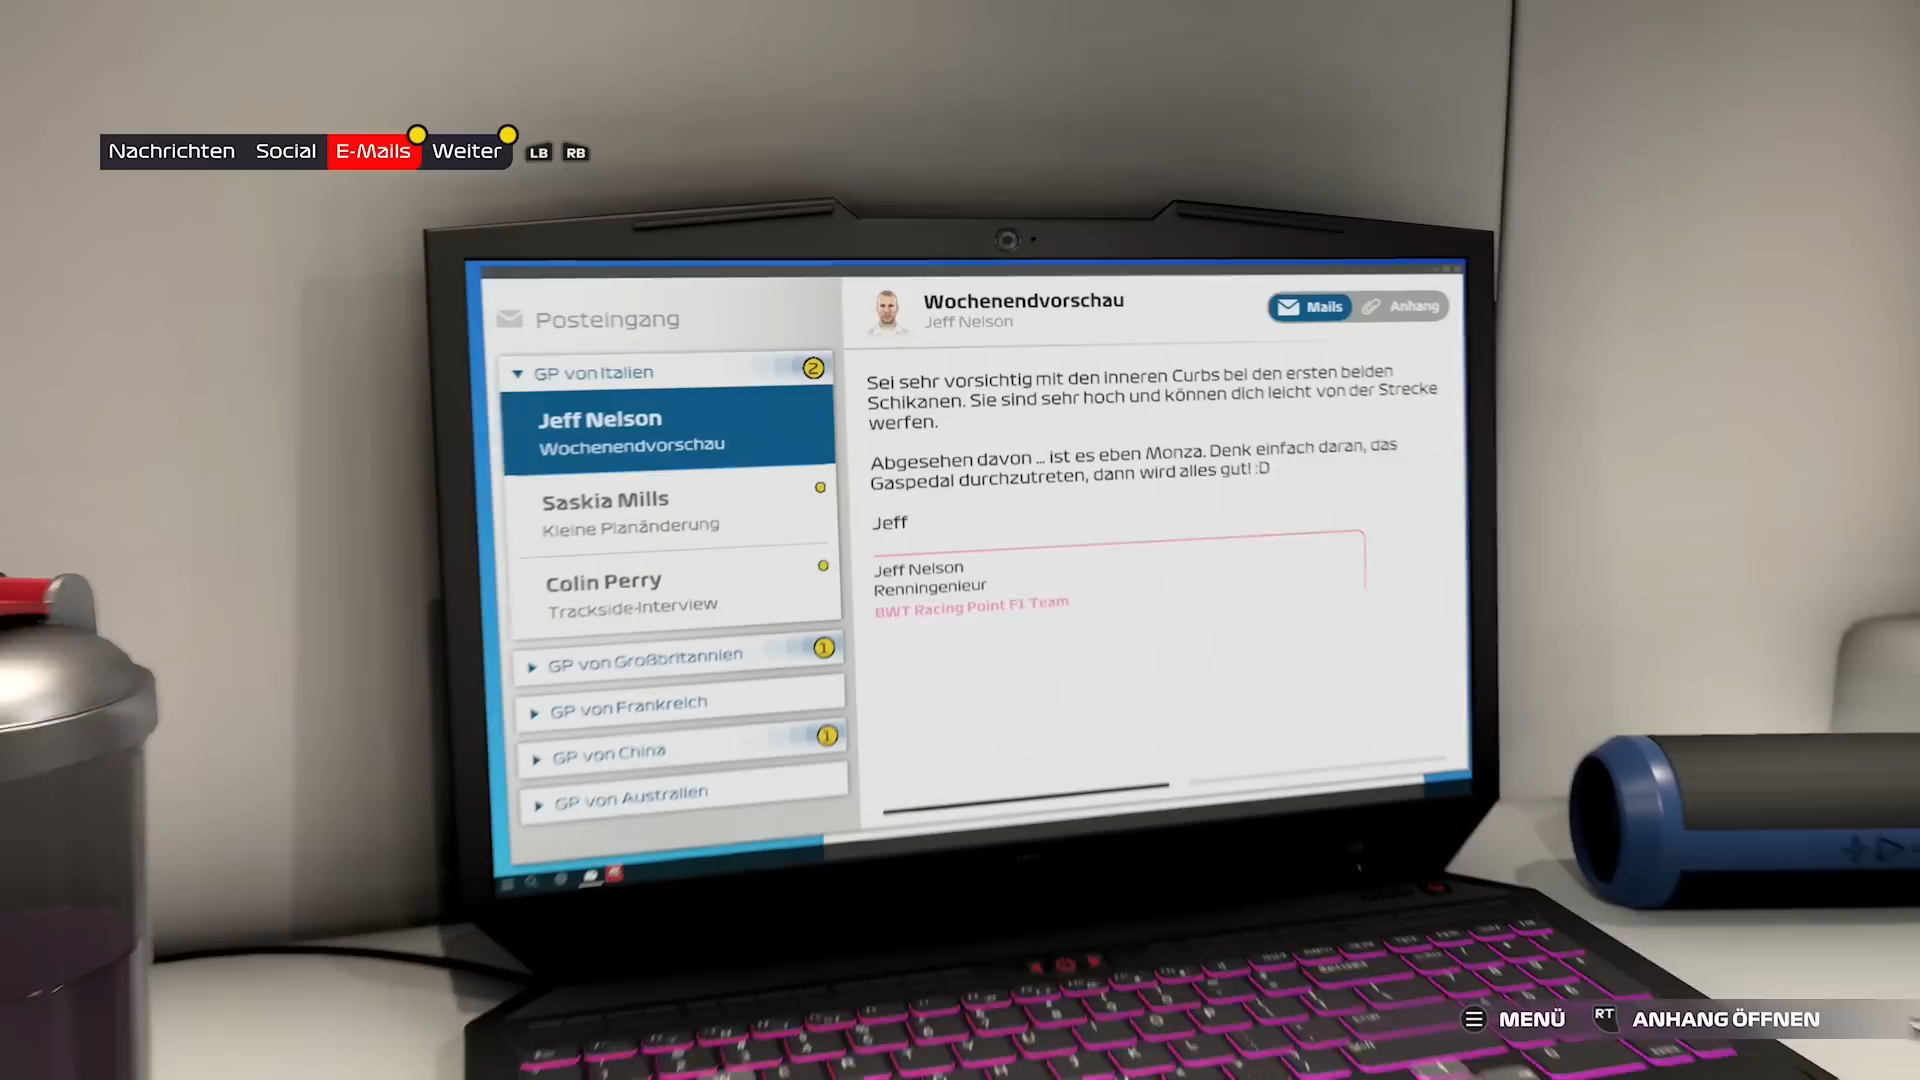 Nachrichten Social E-Mails Weiter LB RB
Posteingang
GP von Italien 2
Jeff Nelson
Wochenendvorschau
Saskia Mills
Kleine Planänderung
Colin Perry
Trackside-Interview
GP von Großbritannien 1
GP von Frankreich
GP von China 1
GP von Australien
Wochenendvorschau
Jeff Nelson
Mails Anhang
Sei sehr vorsichtig mit den inneren Curbs bei den ersten beiden
Schikanen. Sie sind sehr hoch und können dich leicht von der Strecke
werfen.
Abgesehen davon ... ist es eben Monza. Denk einfach daran, das
Gaspedal durchzutreten, dann wird alles gut! :D
Jeff
Jeff Nelson
Renningenieur
BWT Racing Point F1 Team
MENÜ RT ANHANG ÖFFNEN